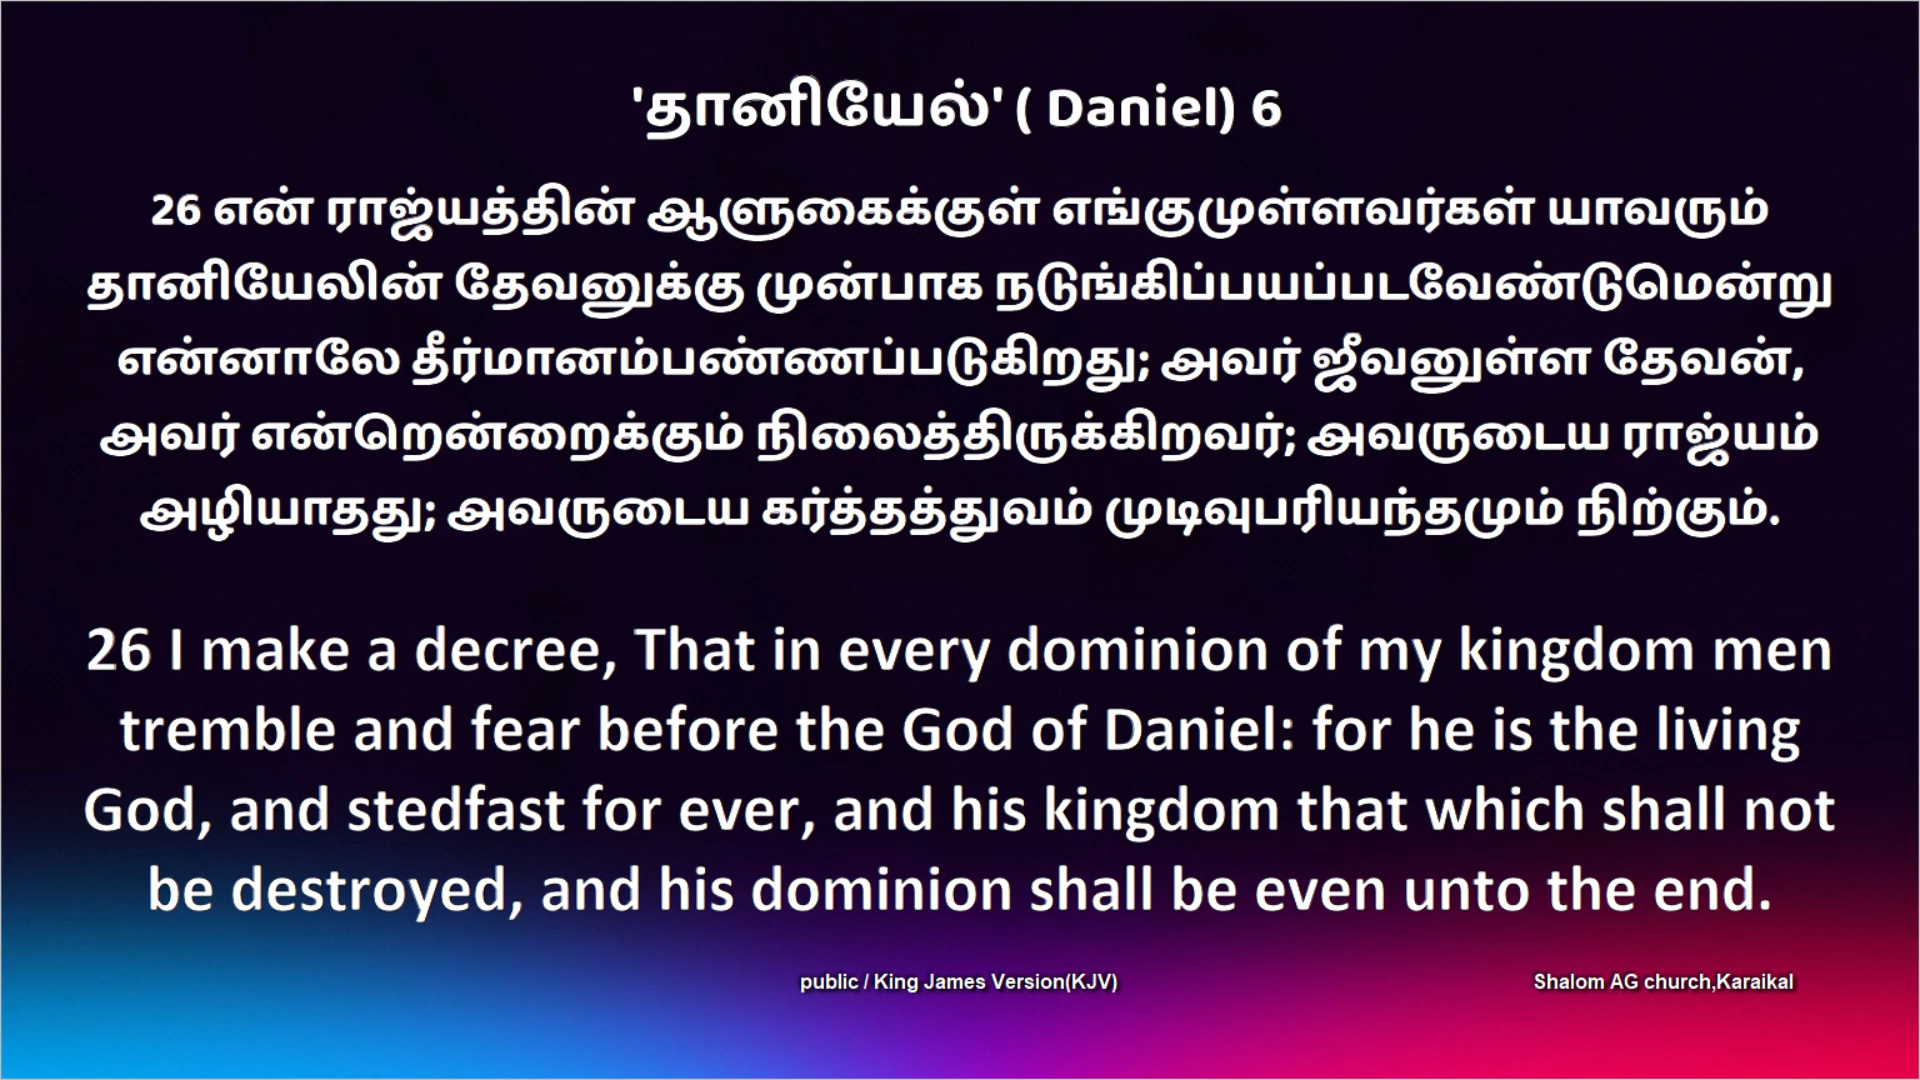 'தானியேல்' ( Daniel) 6
26 என் ராஜ்யத்தின் ஆளுகைக்குள் எங்குமுள்ளவர்கள் யாவரும்
தானியேலின் தேவனுக்கு முன்பாக நடுங்கிப்பயப்படவேண்டுமென்று
என்னாலே தீர்மானம்பண்ணப்படுகிறது; அவர் ஜீவனுள்ள தேவன்,
அவர் என்றென்றைக்கும் நிலைத்திருக்கிறவர்; அவருடைய ராஜ்யம்
அழியாதது; அவருடைய கர்த்தத்துவம் முடிவுபரியந்தமும் நிற்கும்.
26 I make a decree, That in every dominion of my kingdom men
tremble and fear before the God of Daniel: for he is the living
God, and stedfast for ever, and his kingdom that which shall not
be destroyed, and his dominion shall be even unto the end.
public / King James Version(KJV)
Shalom AG church,Karaikal